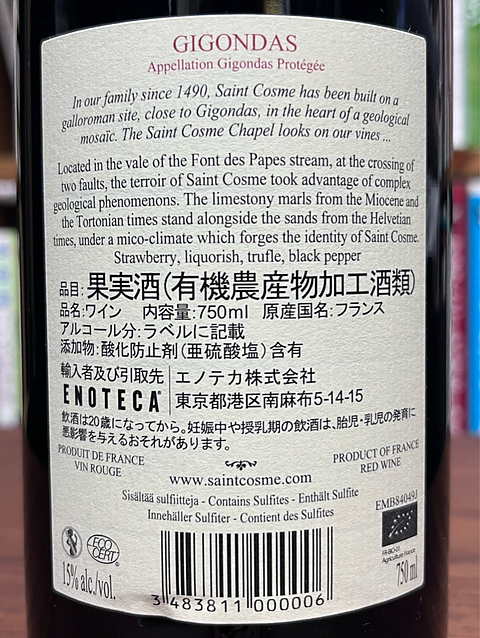 GIGONDAS
Appellation Gigondas Protégée
In our family since 1490, Saint Cosme has been built on a
galloroman site, close to Gigondas, in the heart of a geological
mosaïc. The Saint Cosme Chapel looks on our vines ...
Located in the vale of the Font des Papes stream, at the crossing of
two faults, the terroir of Saint Cosme took advantage of complex
geological phenomenons. The limestony marls from the Miocene and
the Tortonian times stand alongside the sands from the Helvetian
times, under a mico-climate which forges the identity of Saint Cosme.
Strawberry, liquorish, trufle, black pepper
品目:果実酒(有機農産物加工酒類)
品名:ワイン 内容量:750ml 原産国名:フランス
アルコール分:ラベルに記載
添加物:酸化防止剤(亜硫酸塩)含有
輸入者及び引取先 エノテカ株式会社
ENOTECA 東京都港区南麻布5-14-15
飲酒は20歳になってから。妊娠中や授乳期の飲酒は、胎児・乳児の発育に
悪影響を与えるおそれがあります。
PRODUIT DE FRANCE
VIN ROUGE
PRODUCT OF FRANCE
RED WINE
www.saintcosme.com
Sisältää sulfiitteja - Contains Sulfites - Enthält Sulfite
Innehåller Sulfiter - Contient des Sulfites
EMB84049J
ECO
CERT
FR-BIO-01
Agriculture France
15% alc./vol.
750 ml
3 483811 000006